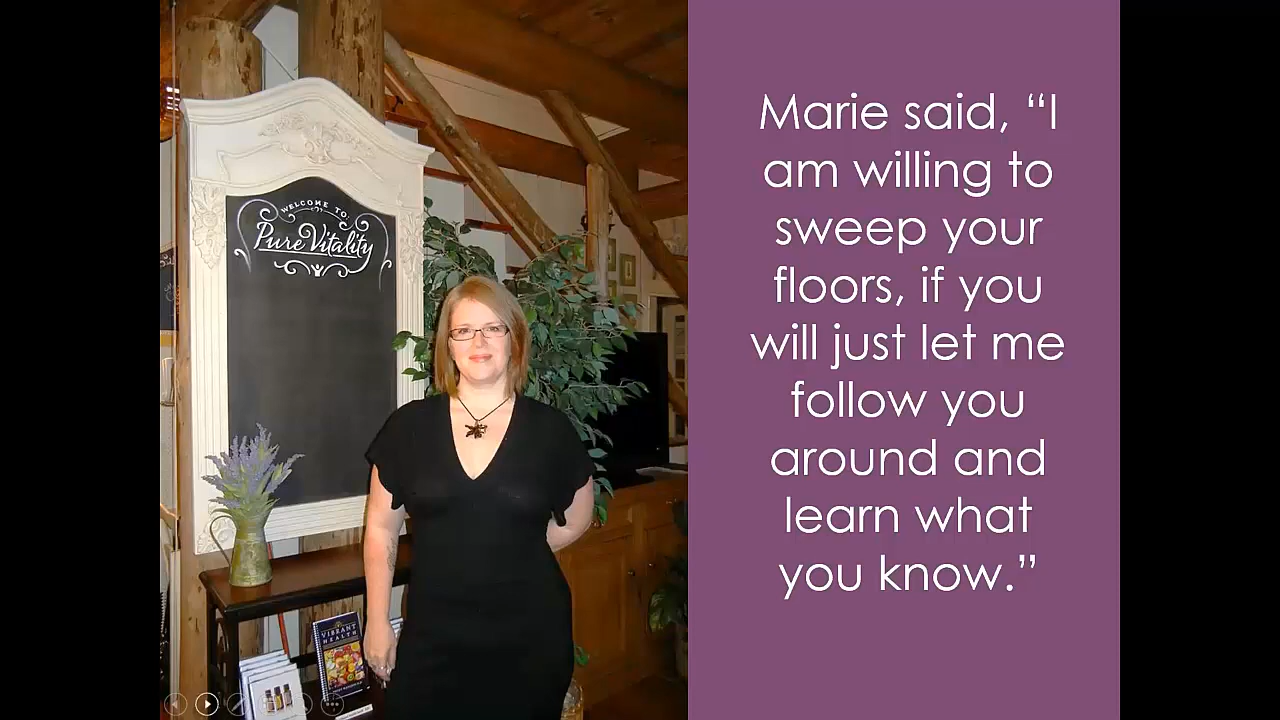 WELCOME TO:
Pure Vitality
VIBRANT
HEALTH
Marie said, “I
am willing to
sweep your
floors, if you
will just let me
follow you
around and
learn what
you know.”